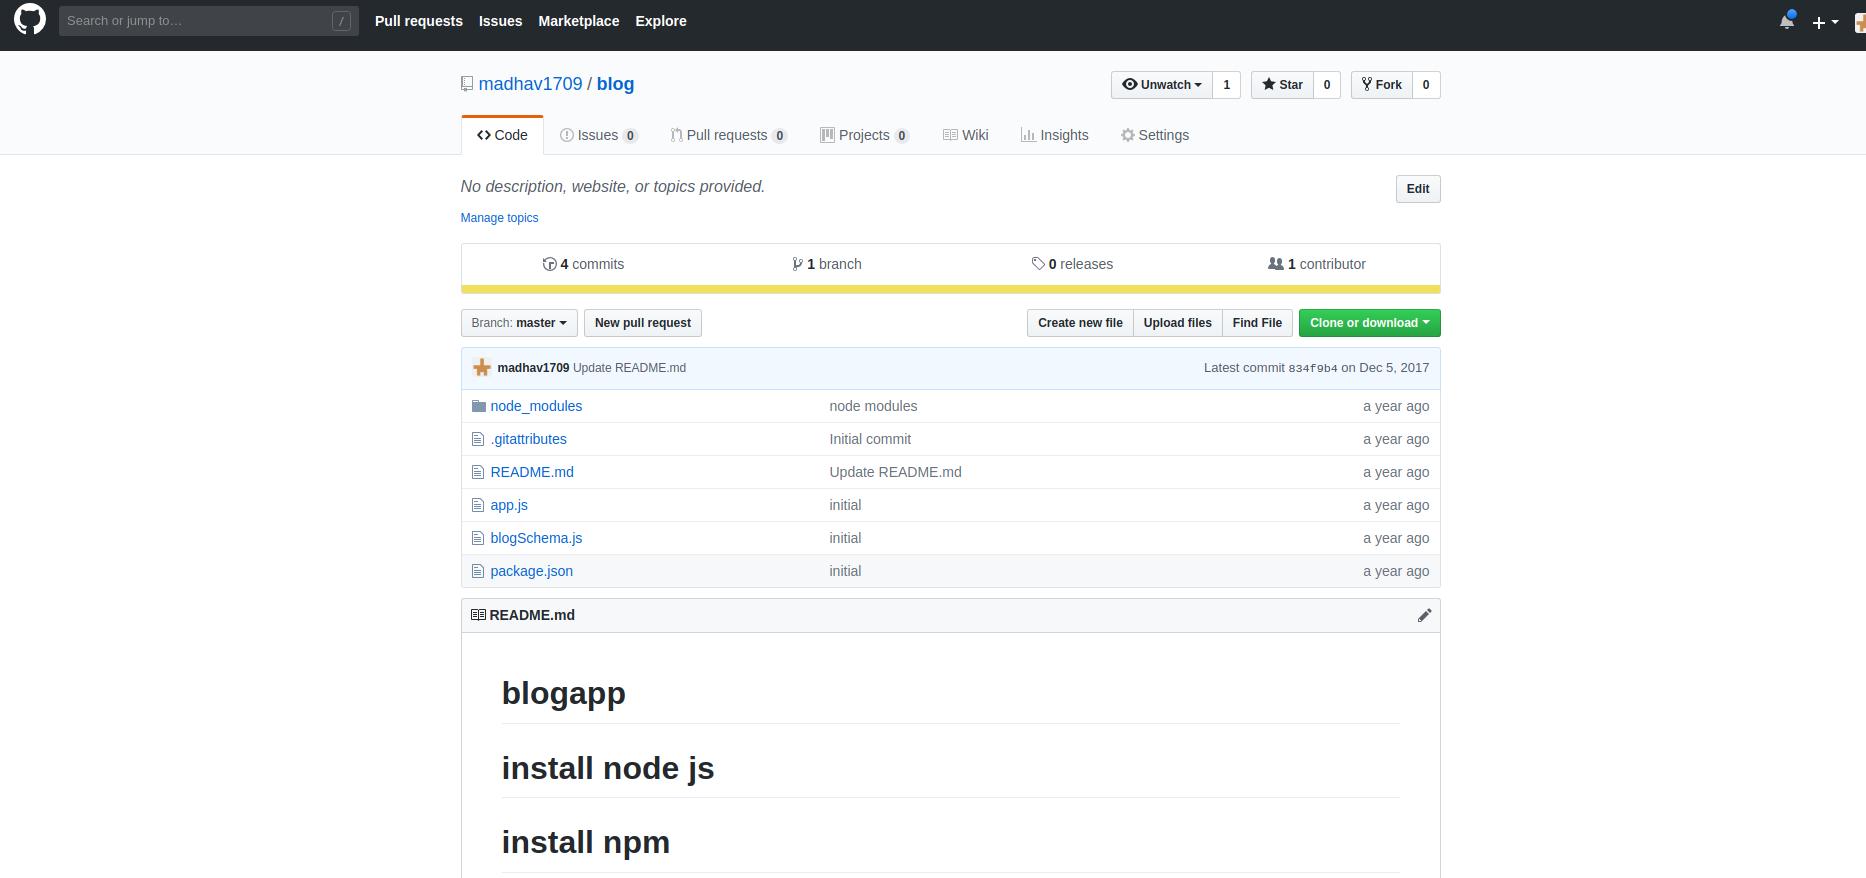 Search or jump to… /
Pull requests Issues Marketplace Explore
madhav1709 / blog
Unwatch 1 Star 0 Fork 0
Code Issues 0 Pull requests 0 Projects 0 Wiki Insights Settings
No description, website, or topics provided. Edit
Manage topics
4 commits 1 branch 0 releases 1 contributor
Branch: master New pull request Create new file Upload files Find File Clone or download
madhav1709 Update README.md Latest commit 834f9b4 on Dec 5, 2017
node_modules node modules a year ago
.gitattributes Initial commit a year ago
README.md Update README.md a year ago
app.js initial a year ago
blogSchema.js initial a year ago
package.json initial a year ago
README.md
blogapp
install node js
install npm